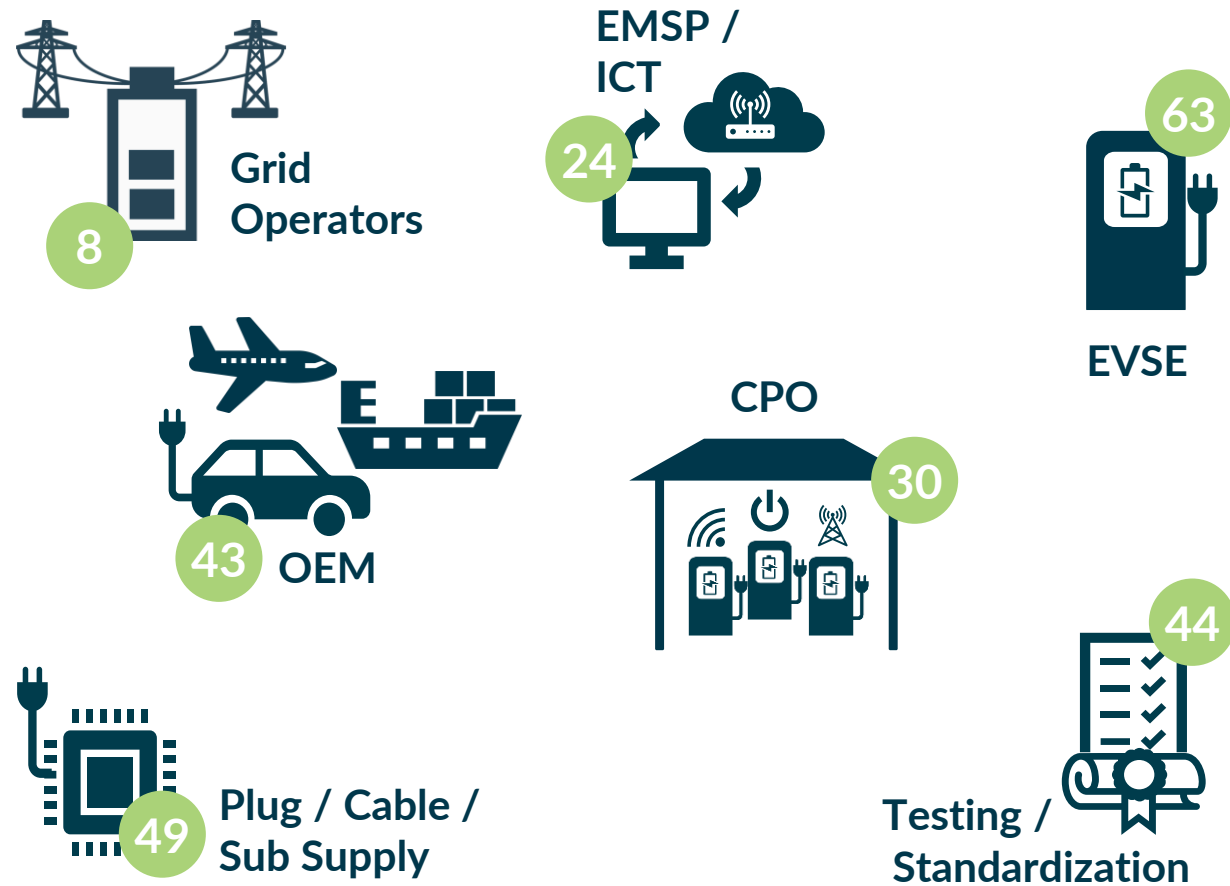 EMSP /
ICT
24
63
Grid
Operators
8
EVSE
CPO
30
43
OEM
44
49
Plug / Cable /
Sub Supply
Testing /
Standardization